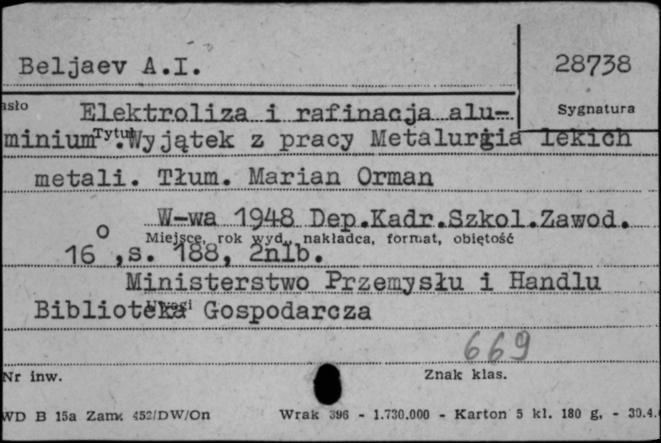 Beljaev A.I.
28738
asło
Elektroliza i rafinacja alu-
Sygnatura
minium. Wyjątek z pracy Metalurgia lekich
Tytuł
metali. Tłum. Marian Orman
W-wa 1948 Dep.Kadr.Szkol.Zawod.
Miejsce, rok wyd., nakładca, format, objętość
16°, s. 188, 2nlb.
Ministerstwo Przemysłu i Handlu
Biblioteka Gospodarcza
Uwagi
669
Nr inw.
Znak klas.
WD B 15a Zam. 452/DW/On Wrak 396 - 1.730.000 - Karton 5 kl. 180 g. - 30.4.